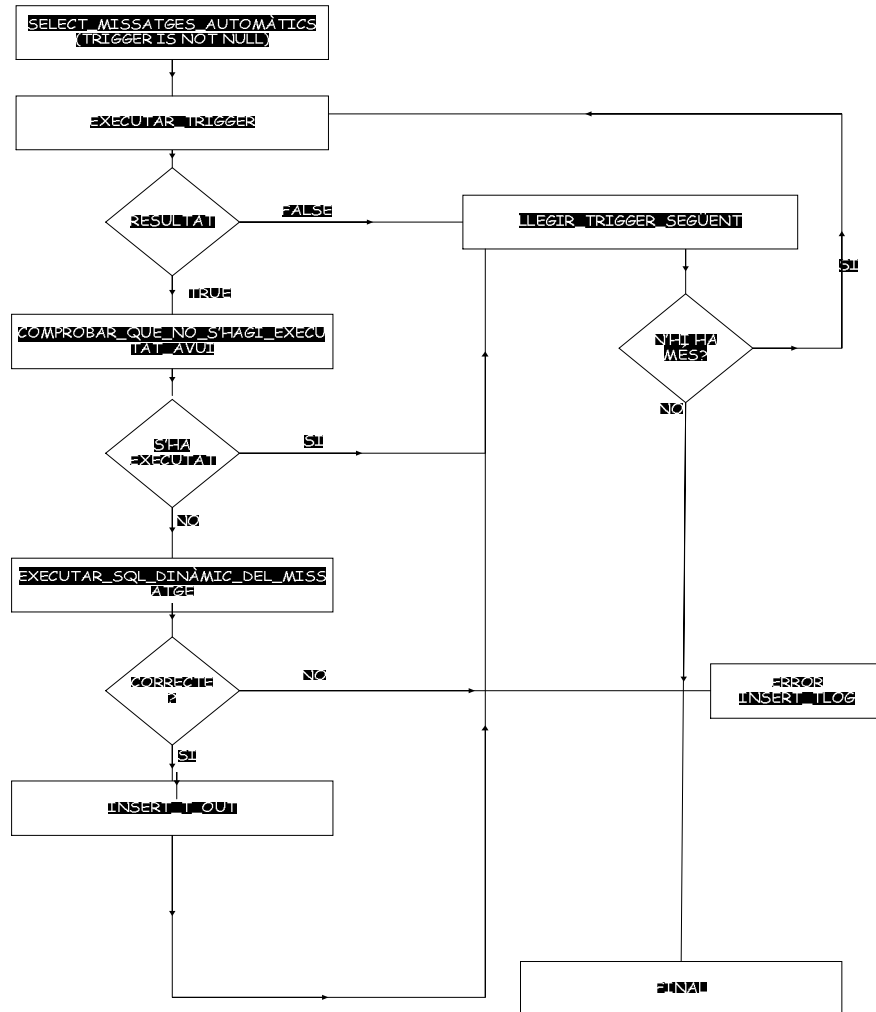 SELECT_MISSATGES_AUTOMÀTICS
(TRIGGER IS NOT NULL)
EXECUTAR_TRIGGER
RESULTAT
FALSE
LLEGIR_TRIGGER_SEGÜENT
SI
TRUE
COMPROBAR_QUE_NO_S'HAGI_EXECU
TAT_AVUI
N'HI HA
MÉS?
NO
S'HA
EXECUTAT
SI
NO
EXECUTAR_SQL_DINÀMIC_DEL_MISS
ATGE
CORRECTE
?
NO
ERROR
INSERT_TLOG
SI
INSERT_T_OUT
FINAL